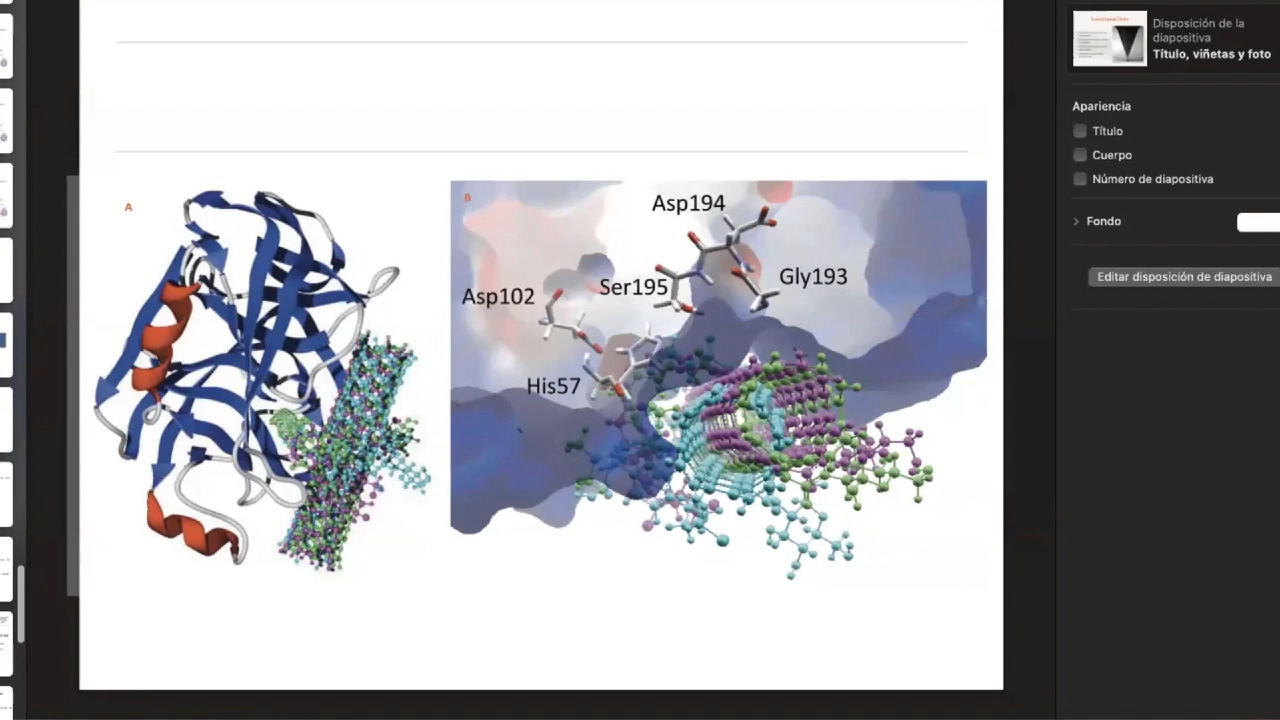 A
B
Asp194
Ser195
Gly193
Asp102
His57
Disposición de la
diapositiva
Título, viñetas y foto
Apariencia
Título
Cuerpo
Número de diapositiva
Fondo
Editar disposición de diapositiva